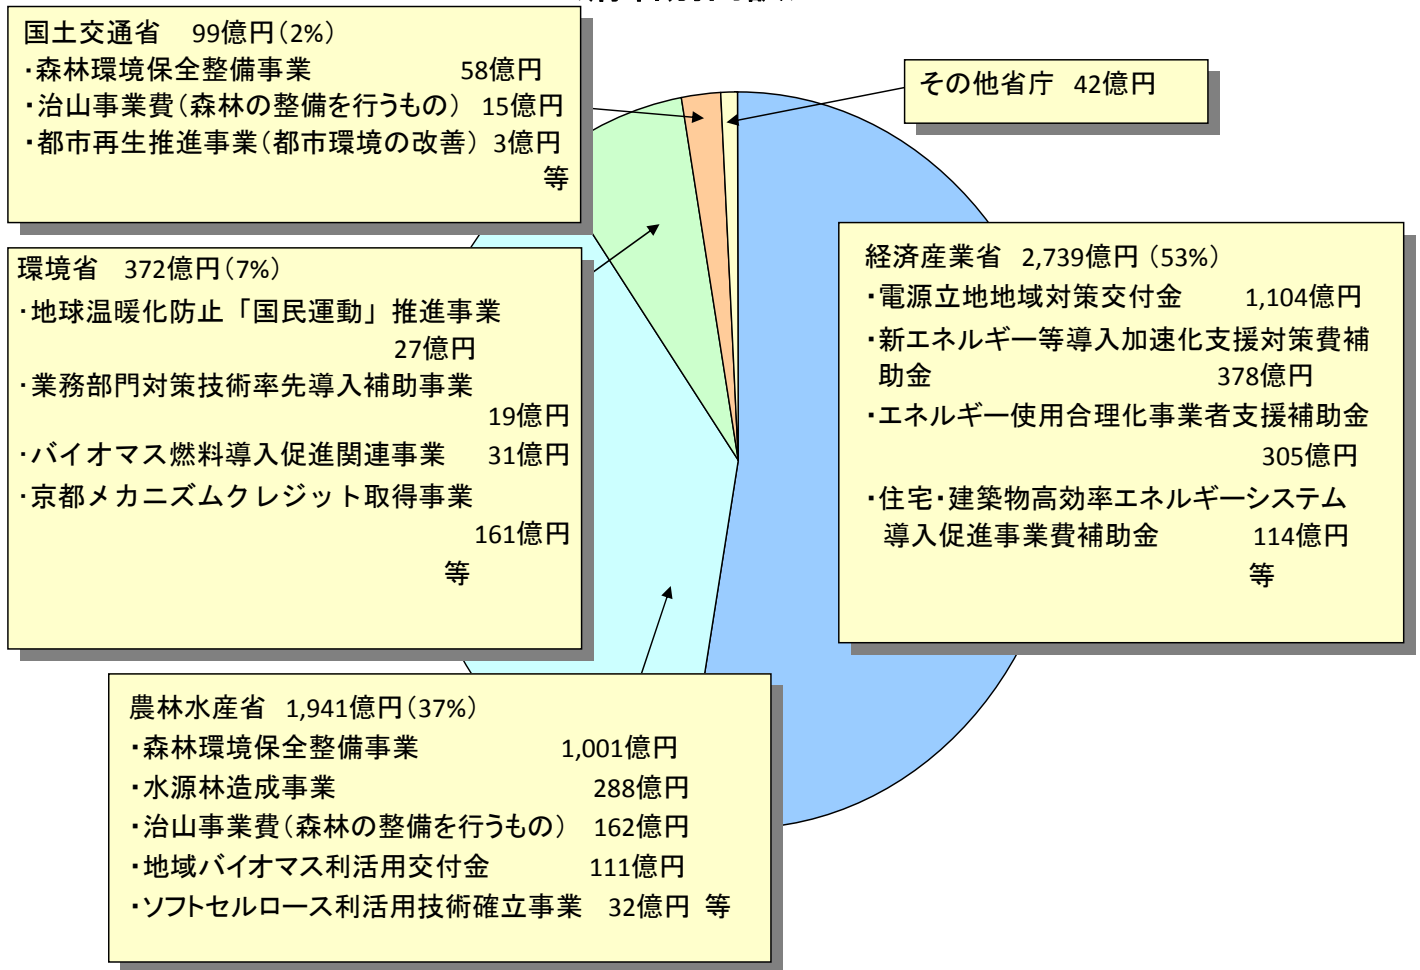 国土交通省 99億円(2%)
・森林環境保全整備事業 58億円
・治山事業費(森林の整備を行うもの) 15億円
・都市再生推進事業(都市環境の改善) 3億円
等
その他省庁 42億円
環境省 372億円(7%)
・地球温暖化防止「国民運動」推進事業
27億円
・業務部門対策技術率先導入補助事業
19億円
・バイオマス燃料導入促進関連事業 31億円
・京都メカニズムクレジット取得事業
161億円
等
経済産業省 2,739億円(53%)
・電源立地地域対策交付金 1,104億円
・新エネルギー等導入加速化支援対策費補
助金 378億円
・エネルギー使用合理化事業者支援補助金
305億円
・住宅・建築物高効率エネルギーシステム
導入促進事業費補助金 114億円
等
農林水産省 1,941億円(37%)
・森林環境保全整備事業 1,001億円
・水源林造成事業 288億円
・治山事業費(森林の整備を行うもの) 162億円
・地域バイオマス利活用交付金 111億円
・ソフトセルロース利活用技術確立事業 32億円 等